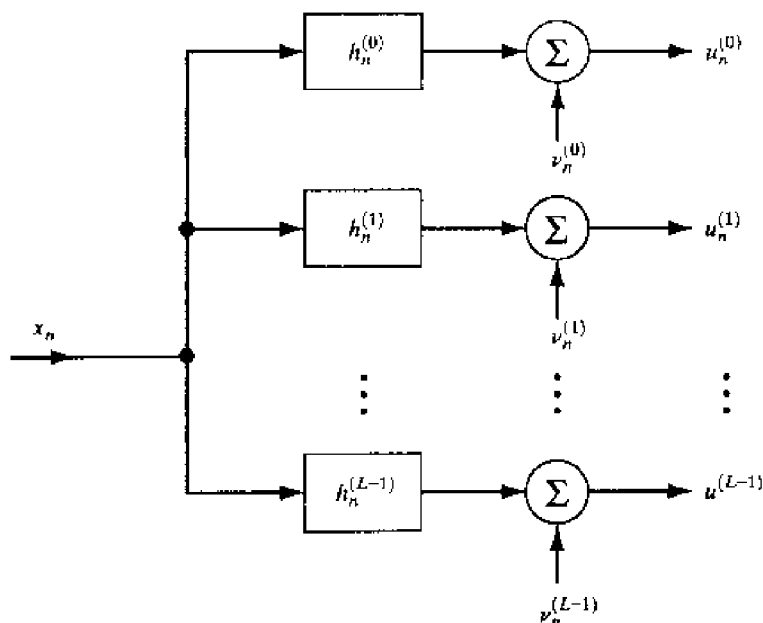 h_n^{(0)}
Σ
u_n^{(0)}
ν_n^{(0)}
h_n^{(1)}
Σ
u_n^{(1)}
ν_n^{(1)}
x_n
h_n^{(L-1)}
Σ
u^{(L-1)}
ν_n^{(L-1)}